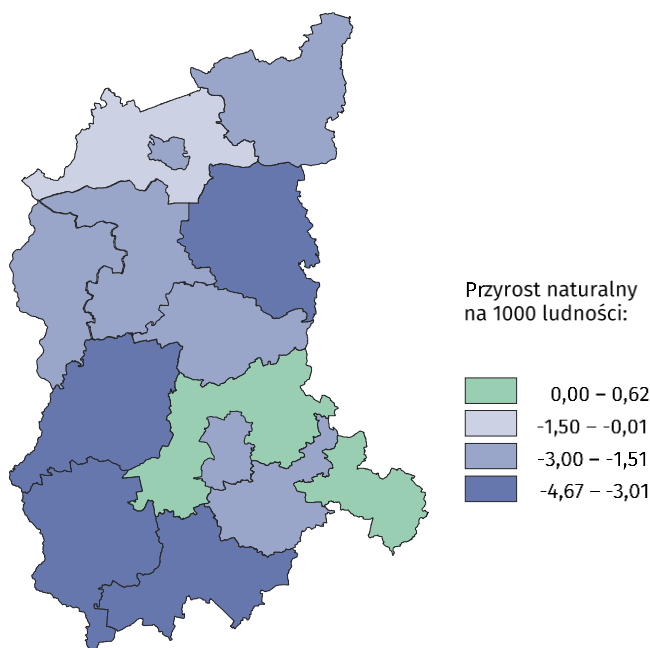 Przyrost naturalny
na 1000 ludności:
0,00 – 0,62
-1,50 – -0,01
-3,00 – -1,51
-4,67 – -3,01